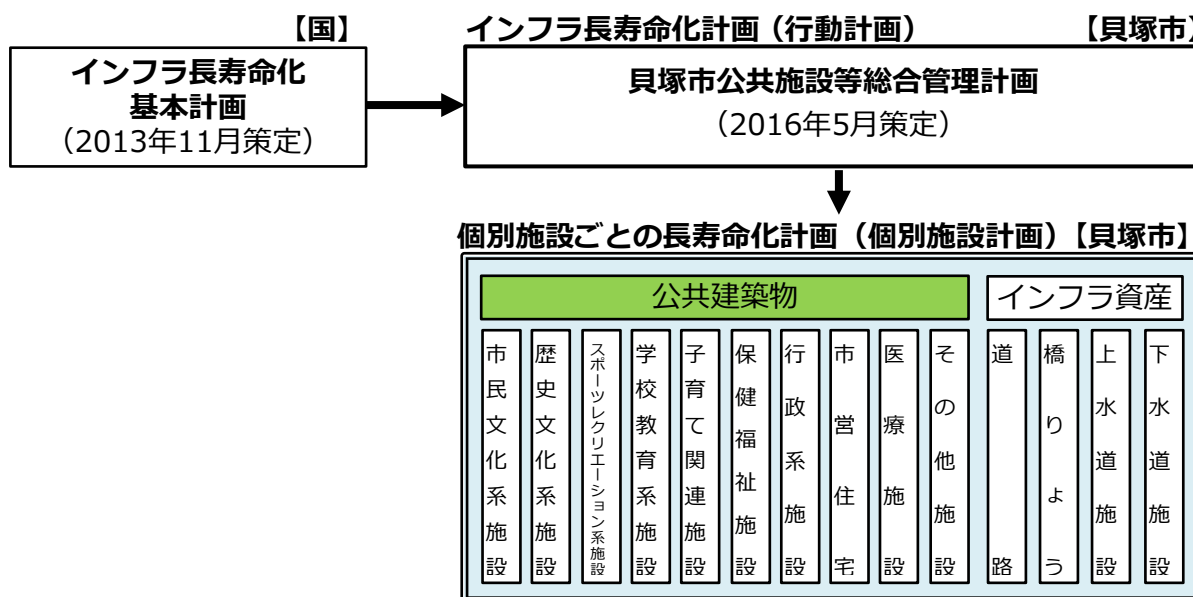 【国】
インフラ長寿命化計画（行動計画）
【貝塚市】
インフラ長寿命化
基本計画
（2013年11月策定）
貝塚市公共施設等総合管理計画
（2016年5月策定）
個別施設ごとの長寿命化計画（個別施設計画）【貝塚市】
公共建築物
インフラ資産
市民文化系施設
歴史文化系施設
スポーツレクリエーション系施設
学校教育系施設
子育て関連施設
保健福祉施設
行政系施設
市営住宅
医療施設
その他施設
道路
橋りょう
上水道施設
下水道施設